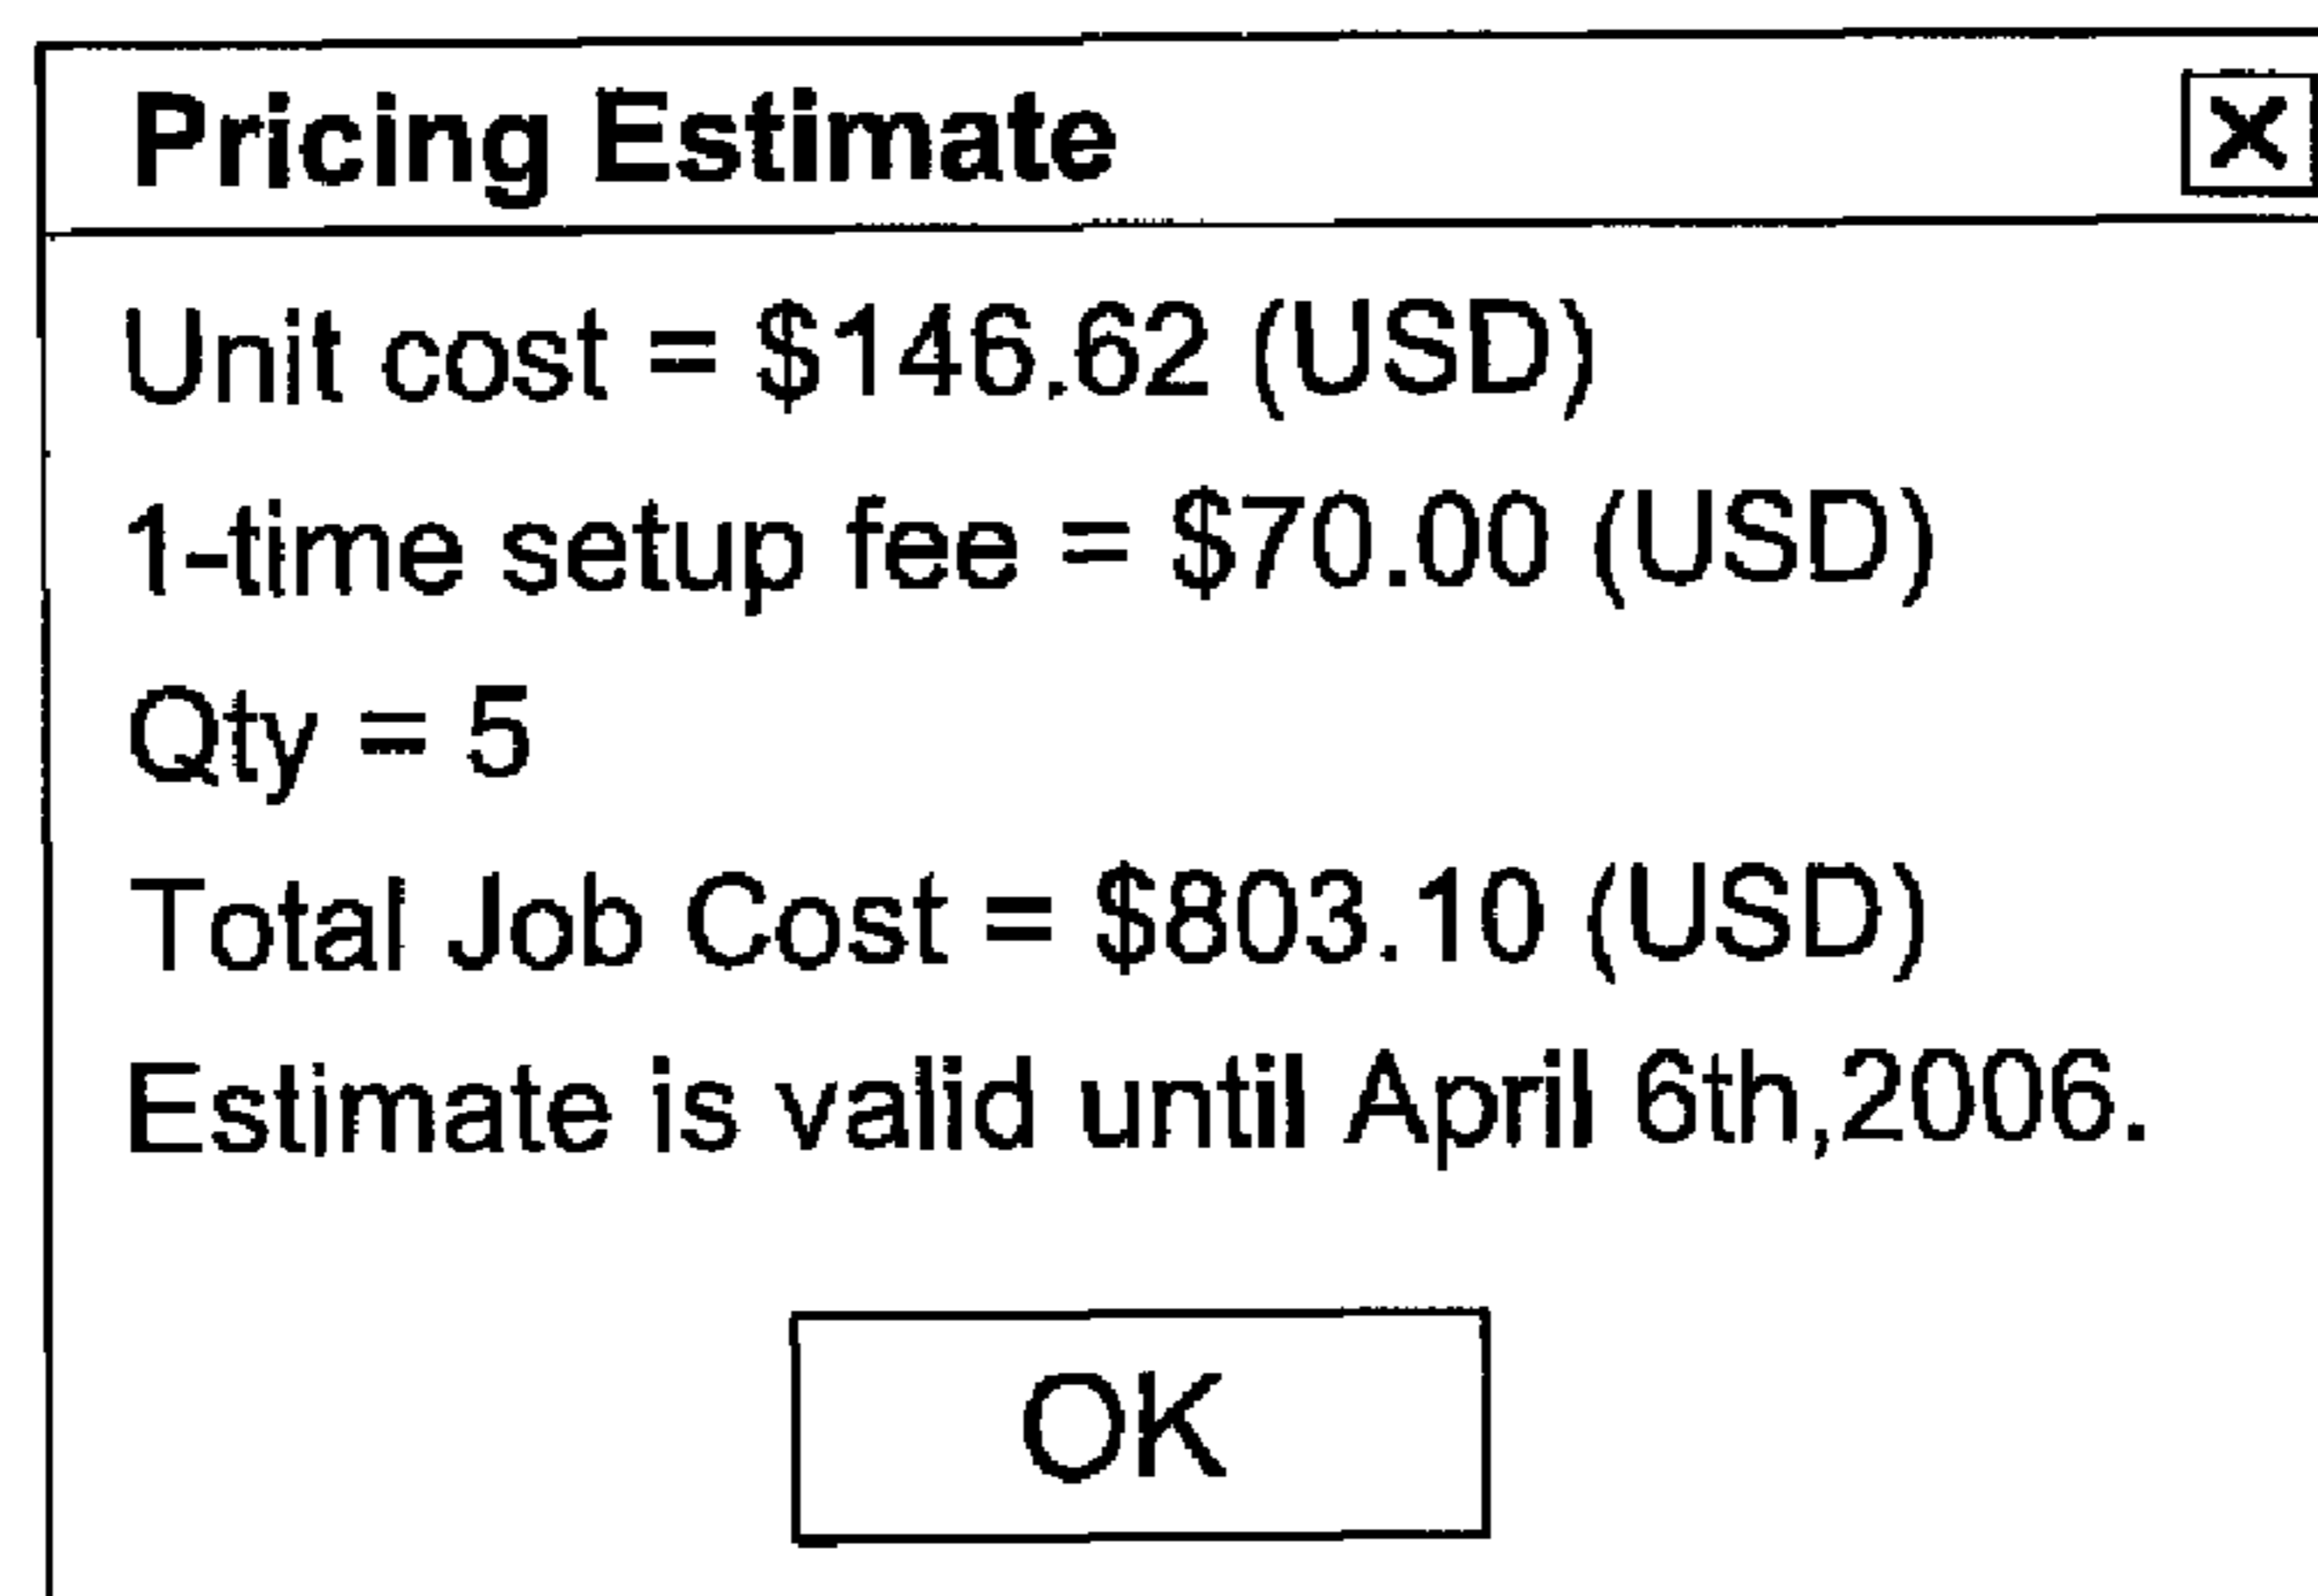 Pricing Estimate
Unit cost = $146.62 (USD)
1-time setup fee = $70.00 (USD)
Qty = 5
Total Job Cost = $803.10 (USD)
Estimate is valid until April 6th,2006.
OK